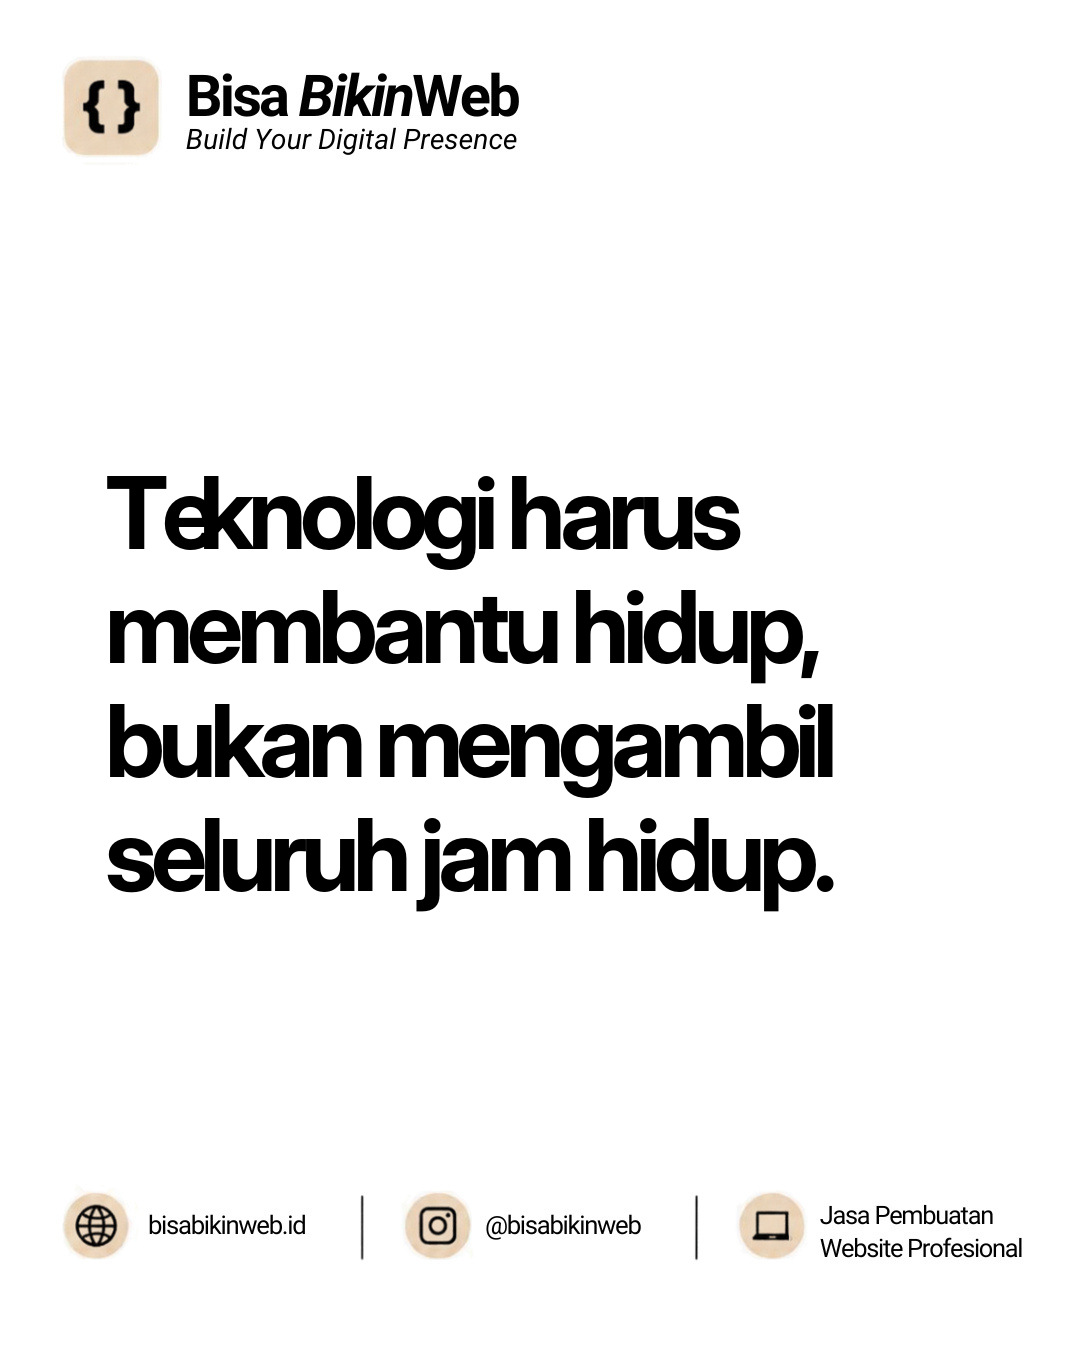 { }
Bisa BikinWeb
Build Your Digital Presence
Teknologi harus
membantu hidup,
bukan mengambil
seluruh jam hidup.
bisabikinweb.id
@bisabikinweb
Jasa Pembuatan
Website Profesional